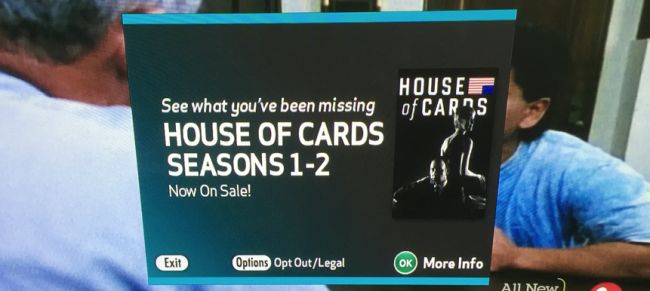 See what you've been missing
HOUSE OF CARDS
SEASONS 1-2
Now On Sale!
HOUSE
of CARDS
Exit
Options Opt Out/Legal
OK More Info
All New